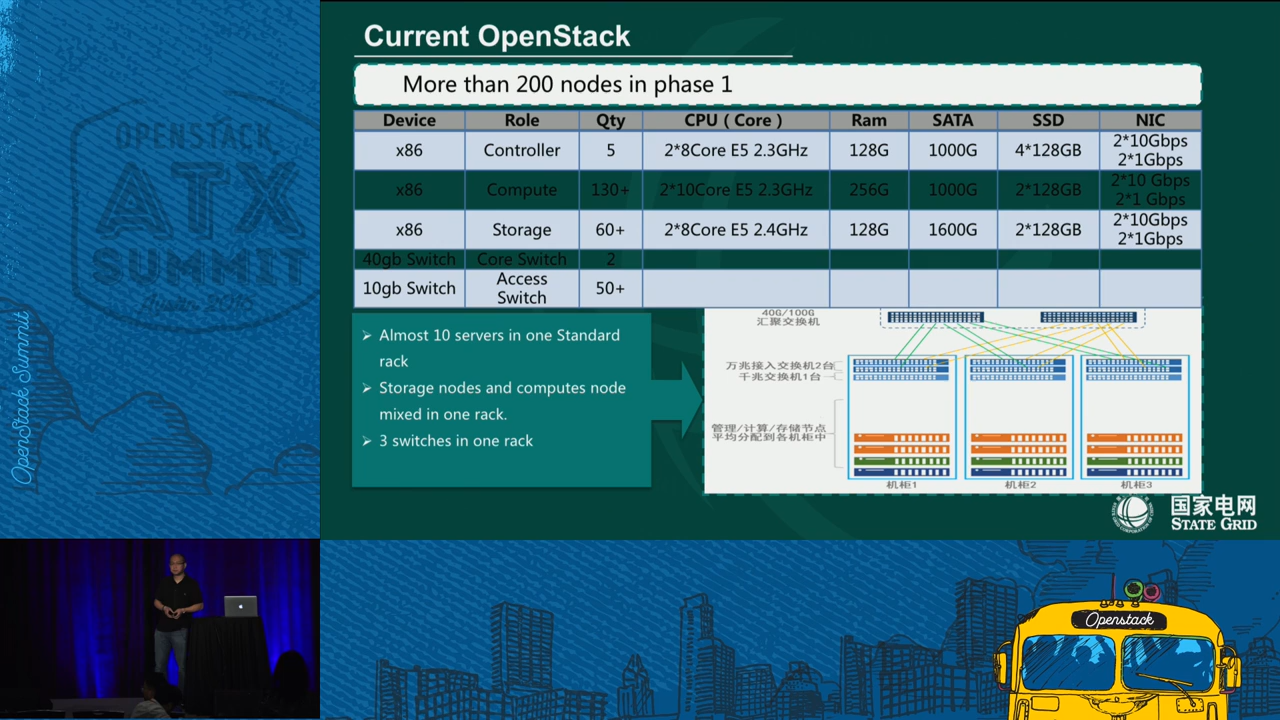 OPENSTACK
ATX
SUMMIT
Austin 2016
OpenStack Summit
Current OpenStack
More than 200 nodes in phase 1
Device Role Qty CPU ( Core ) Ram SATA SSD NIC
x86 Controller 5 2*8Core E5 2.3GHz 128G 1000G 4*128GB 2*10Gbps
2*1Gbps
x86 Compute 130+ 2*10Core E5 2.3GHz 256G 1000G 2*128GB 2*10 Gbps
2*1 Gbps
x86 Storage 60+ 2*8Core E5 2.4GHz 128G 1600G 2*128GB 2*10Gbps
2*1Gbps
40gb Switch Core Switch 2
10gb Switch Access
Switch 50+
➢ Almost 10 servers in one Standard
rack
➢ Storage nodes and computes node
mixed in one rack.
➢ 3 switches in one rack
40G/100G
汇聚交换机
万兆接入交换机2台
千兆交换机1台
管理/计算/存储节点
平均分配到各机柜中
机柜1 机柜2 机柜3
国家电网
STATE GRID
Openstack